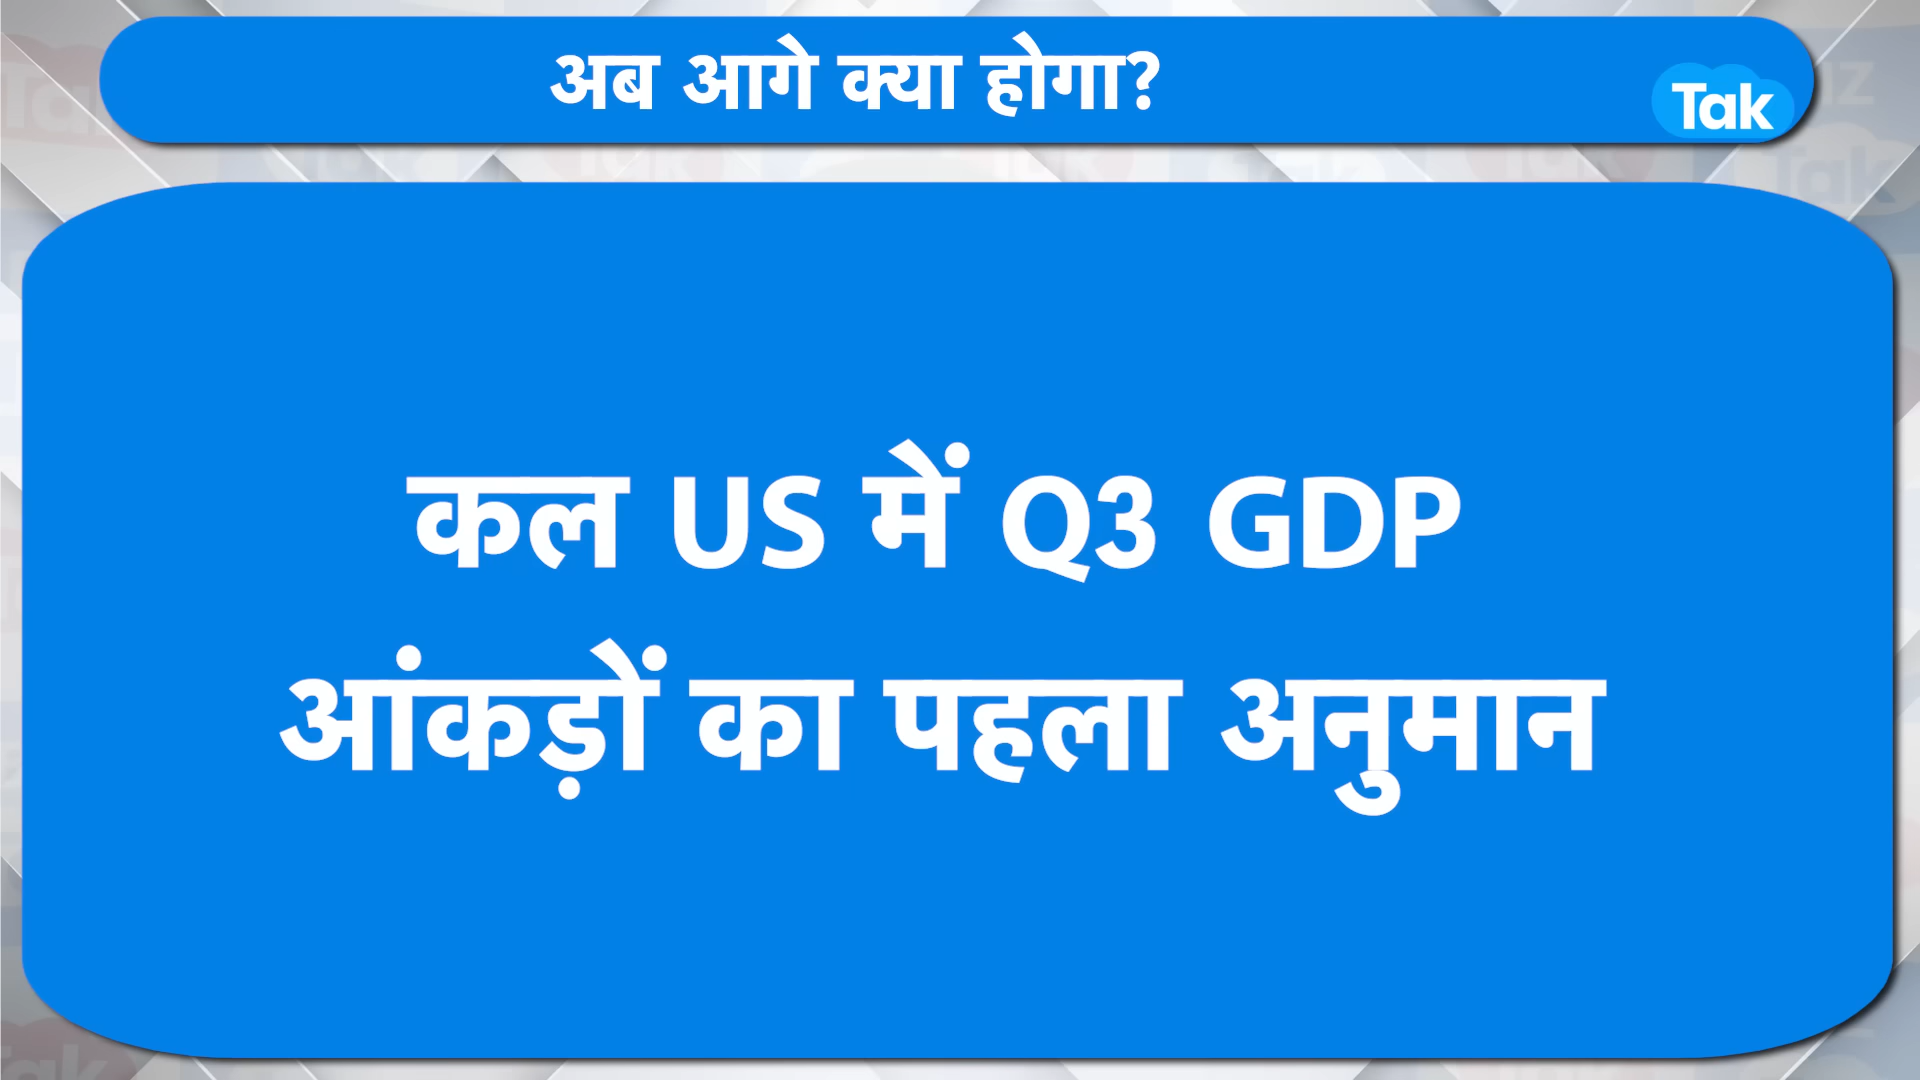 अब आगे क्या होगा?
Tak
कल US में Q3 GDP
आंकड़ों का पहला अनुमान